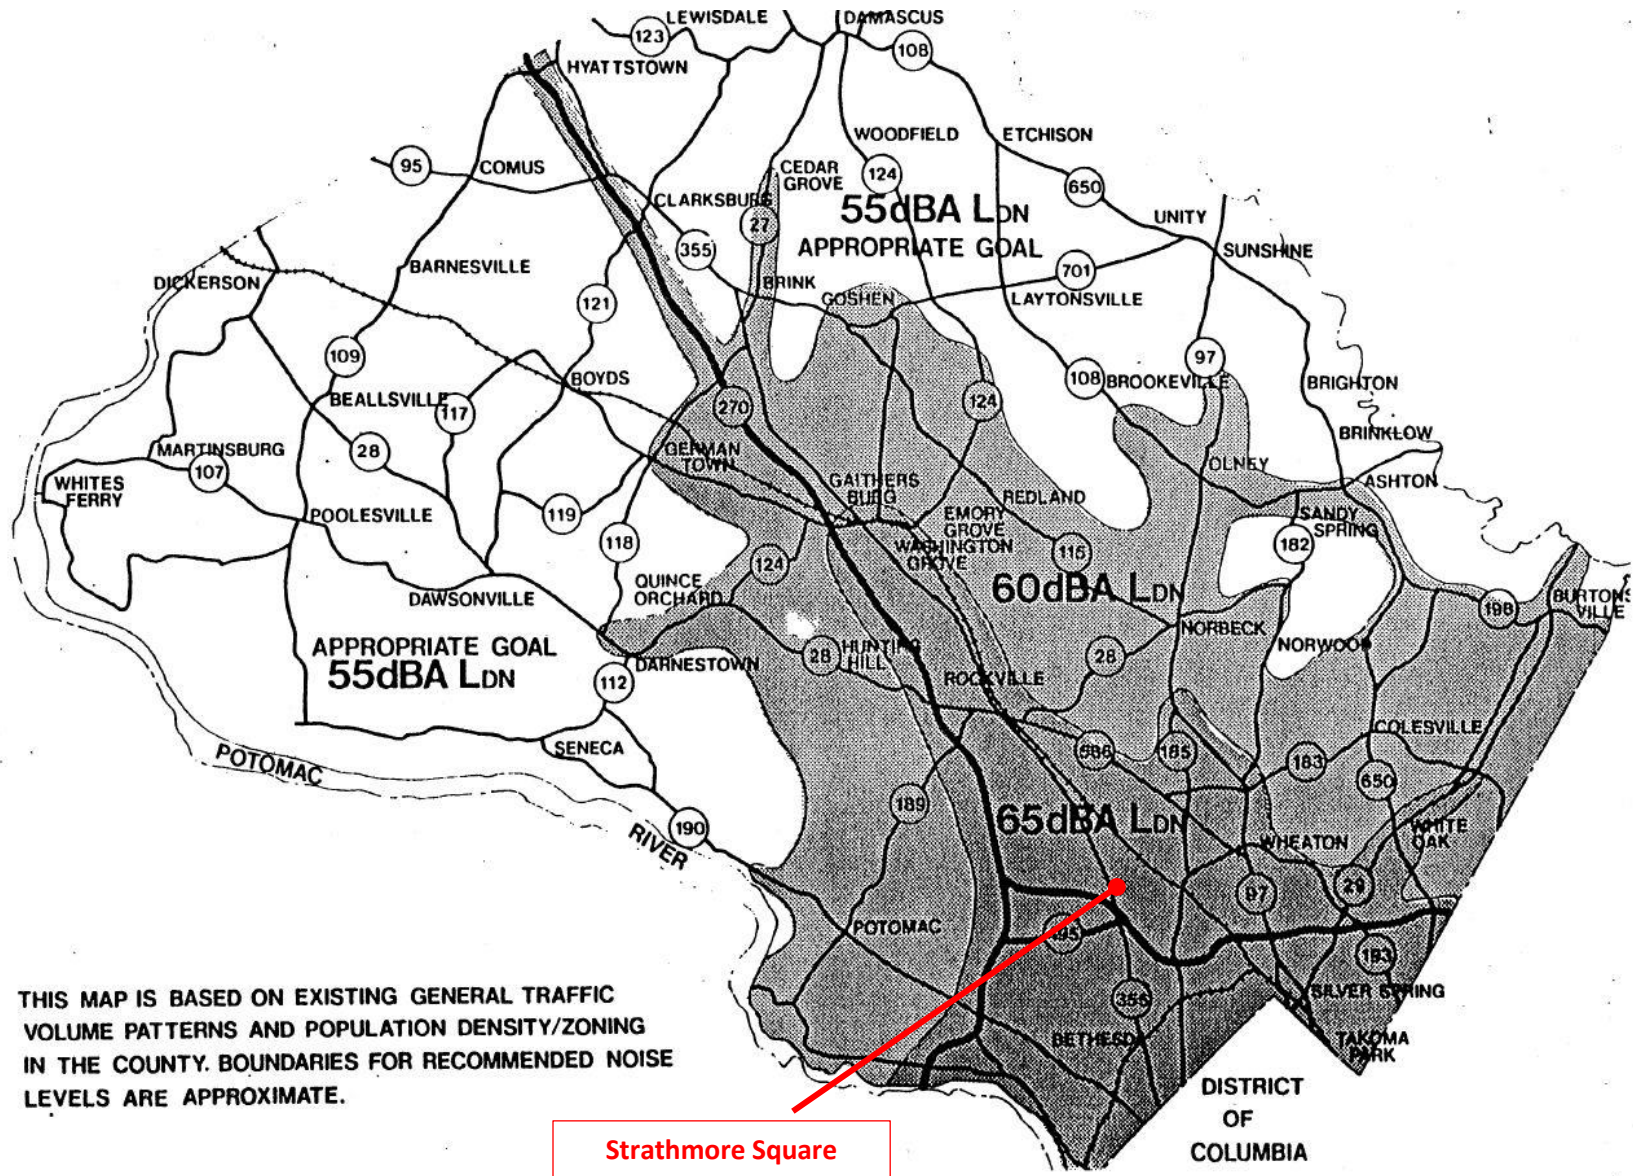 LEWISDALE
DAMASCUS
123
108
HYATTSTOWN
WOODFIELD
ETCHISON
95
COMUS
CEDAR
GROVE
124
650
CLARKSBURG
27
55dBA LDN
APPROPRIATE GOAL
UNITY
355
SUNSHINE
BARNESVILLE
DICKERSON
701
BRINK
121
GOSHEN
LAYTONSVILLE
109
97
BOYDS
108
BROOKEVILLE
BRIGHTON
BEALLSVILLE
117
270
124
BRINKLOW
MARTINSBURG
28
GERMAN
TOWN
OLNEY
107
WHITES
FERRY
GAITHERS
BURG
REDLAND
ASHTON
POOLESVILLE
119
EMORY
GROVE
SANDY
SPRING
118
WASHINGTON
GROVE
115
182
124
QUINCE
ORCHARD
60dBA LDN
DAWSONVILLE
198
BURTONS
VILLE
NORBECK
APPROPRIATE GOAL
55dBA LDN
HUNTING
HILL
28
28
NORWOOD
DARNESTOWN
ROCKVILLE
112
COLESVILLE
SENECA
586
185
183
POTOMAC
650
189
65dBA LDN
190
RIVER
WHEATON
WHITE
OAK
97
29
POTOMAC
495
193
355
SILVER SPRING
THIS MAP IS BASED ON EXISTING GENERAL TRAFFIC
VOLUME PATTERNS AND POPULATION DENSITY/ZONING
IN THE COUNTY. BOUNDARIES FOR RECOMMENDED NOISE
LEVELS ARE APPROXIMATE.
BETHESDA
TAKOMA
PARK
DISTRICT
OF
COLUMBIA
Strathmore Square